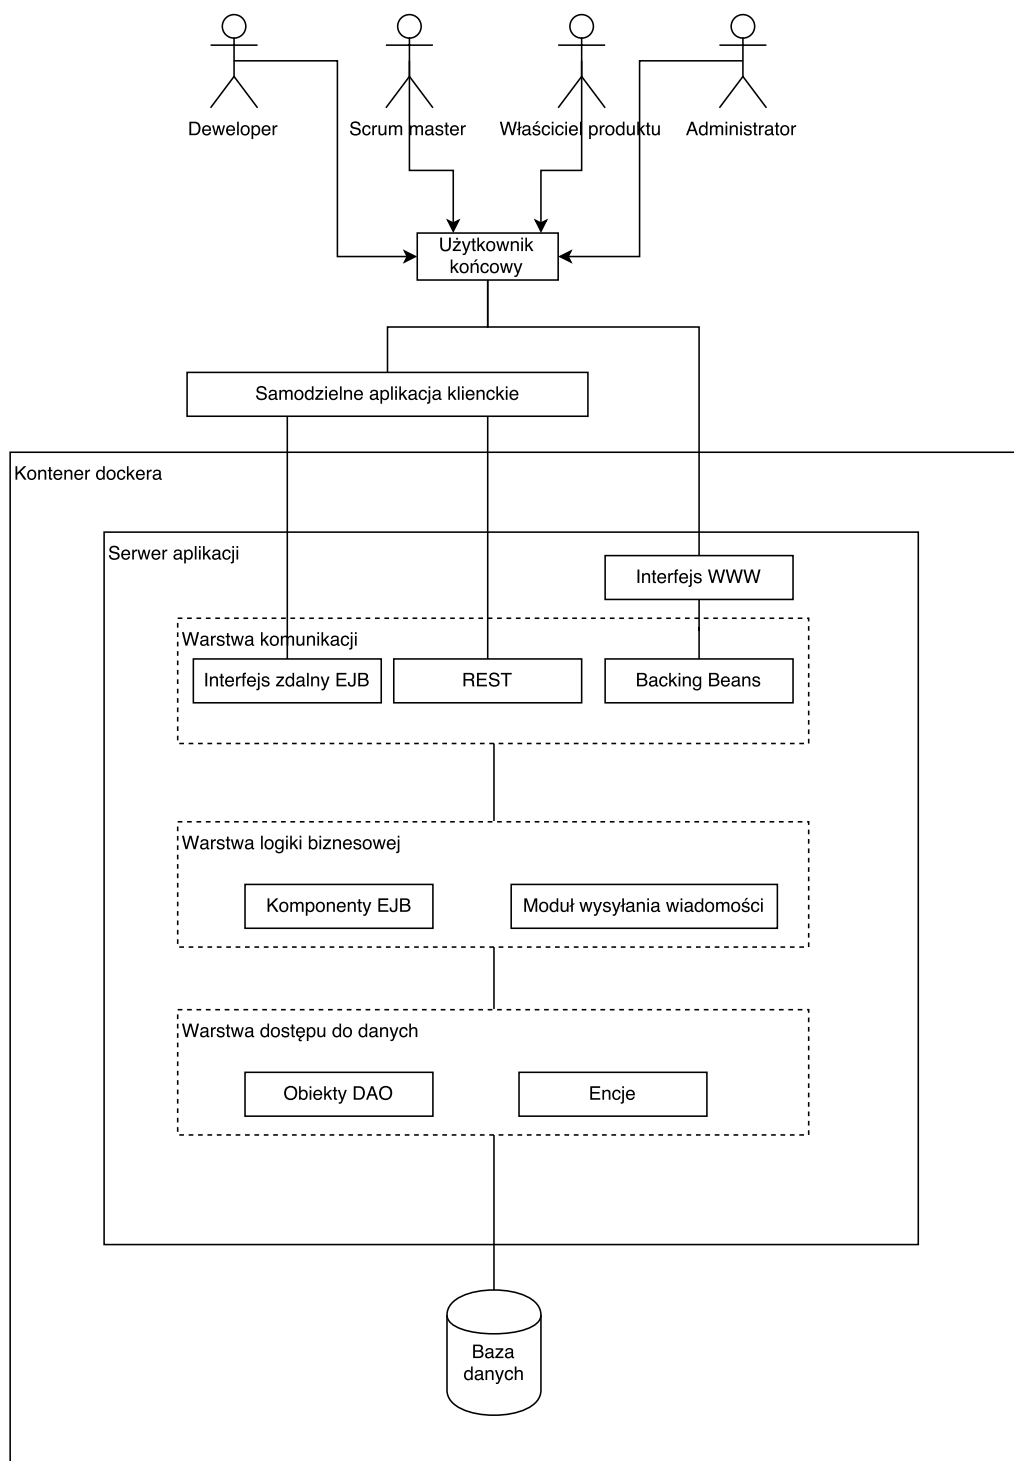 Deweloper
Scrum master
Właściciel produktu
Administrator
Użytkownik
końcowy
Samodzielne aplikacja klienckie
Kontener dockera
Serwer aplikacji
Interfejs WWW
Warstwa komunikacji
Interfejs zdalny EJB
REST
Backing Beans
Warstwa logiki biznesowej
Komponenty EJB
Moduł wysyłania wiadomości
Warstwa dostępu do danych
Obiekty DAO
Encje
Baza
danych